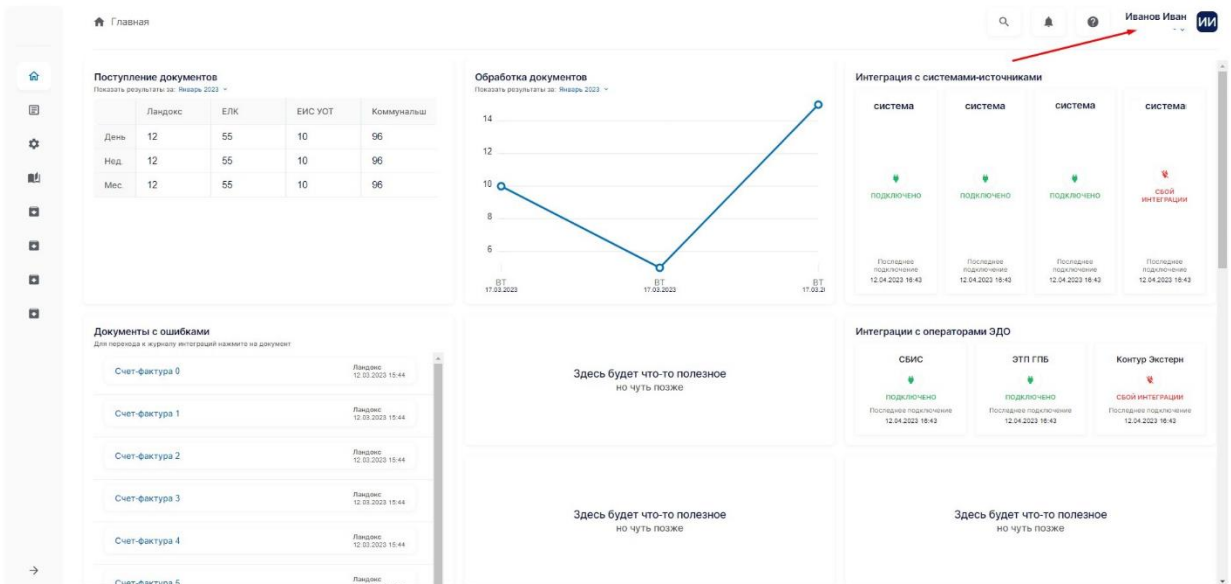 Главная
Иванов Иван
ИИ
Поступление документов
Показать результаты за: Январь 2023
Ландокс ЕЛК ЕИС УОТ Коммунальш
День 12 55 10 96
Нед. 12 55 10 96
Мес. 12 55 10 96
Обработка документов
Показать результаты за: Январь 2023
14
12
10
8
6
ВТ ВТ ВТ
17.03.2023 17.03.2023 17.03.2
Интеграция с системами-источниками
система система система система
ПОДКЛЮЧЕНО ПОДКЛЮЧЕНО ПОДКЛЮЧЕНО СБОЙ
ИНТЕГРАЦИИ
Последнее Последнее Последнее Последнее
подключение подключение подключение подключение
12.04.2023 16:43 12.04.2023 16:43 12.04.2023 16:43 12.04.2023 16:43
Документы с ошибками
Для перехода к журналу интеграций нажмите на документ
Счет-фактура 0 Ландокс
12.03.2023 15:44
Счет-фактура 1 Ландокс
12.03.2023 15:44
Счет-фактура 2 Ландокс
12.03.2023 15:44
Счет-фактура 3 Ландокс
12.03.2023 15:44
Счет-фактура 4 Ландокс
12.03.2023 15:44
Счет-фактура 5 Ландокс
Здесь будет что-то полезное
но чуть позже
Интеграции с операторами ЭДО
СБИС ЭТП ГПБ Контур Экстерн
ПОДКЛЮЧЕНО ПОДКЛЮЧЕНО СБОЙ ИНТЕГРАЦИИ
Последнее подключение Последнее подключение Последнее подключение
12.04.2023 16:43 12.04.2023 16:43 12.04.2023 16:43
Здесь будет что-то полезное
но чуть позже
Здесь будет что-то полезное
но чуть позже